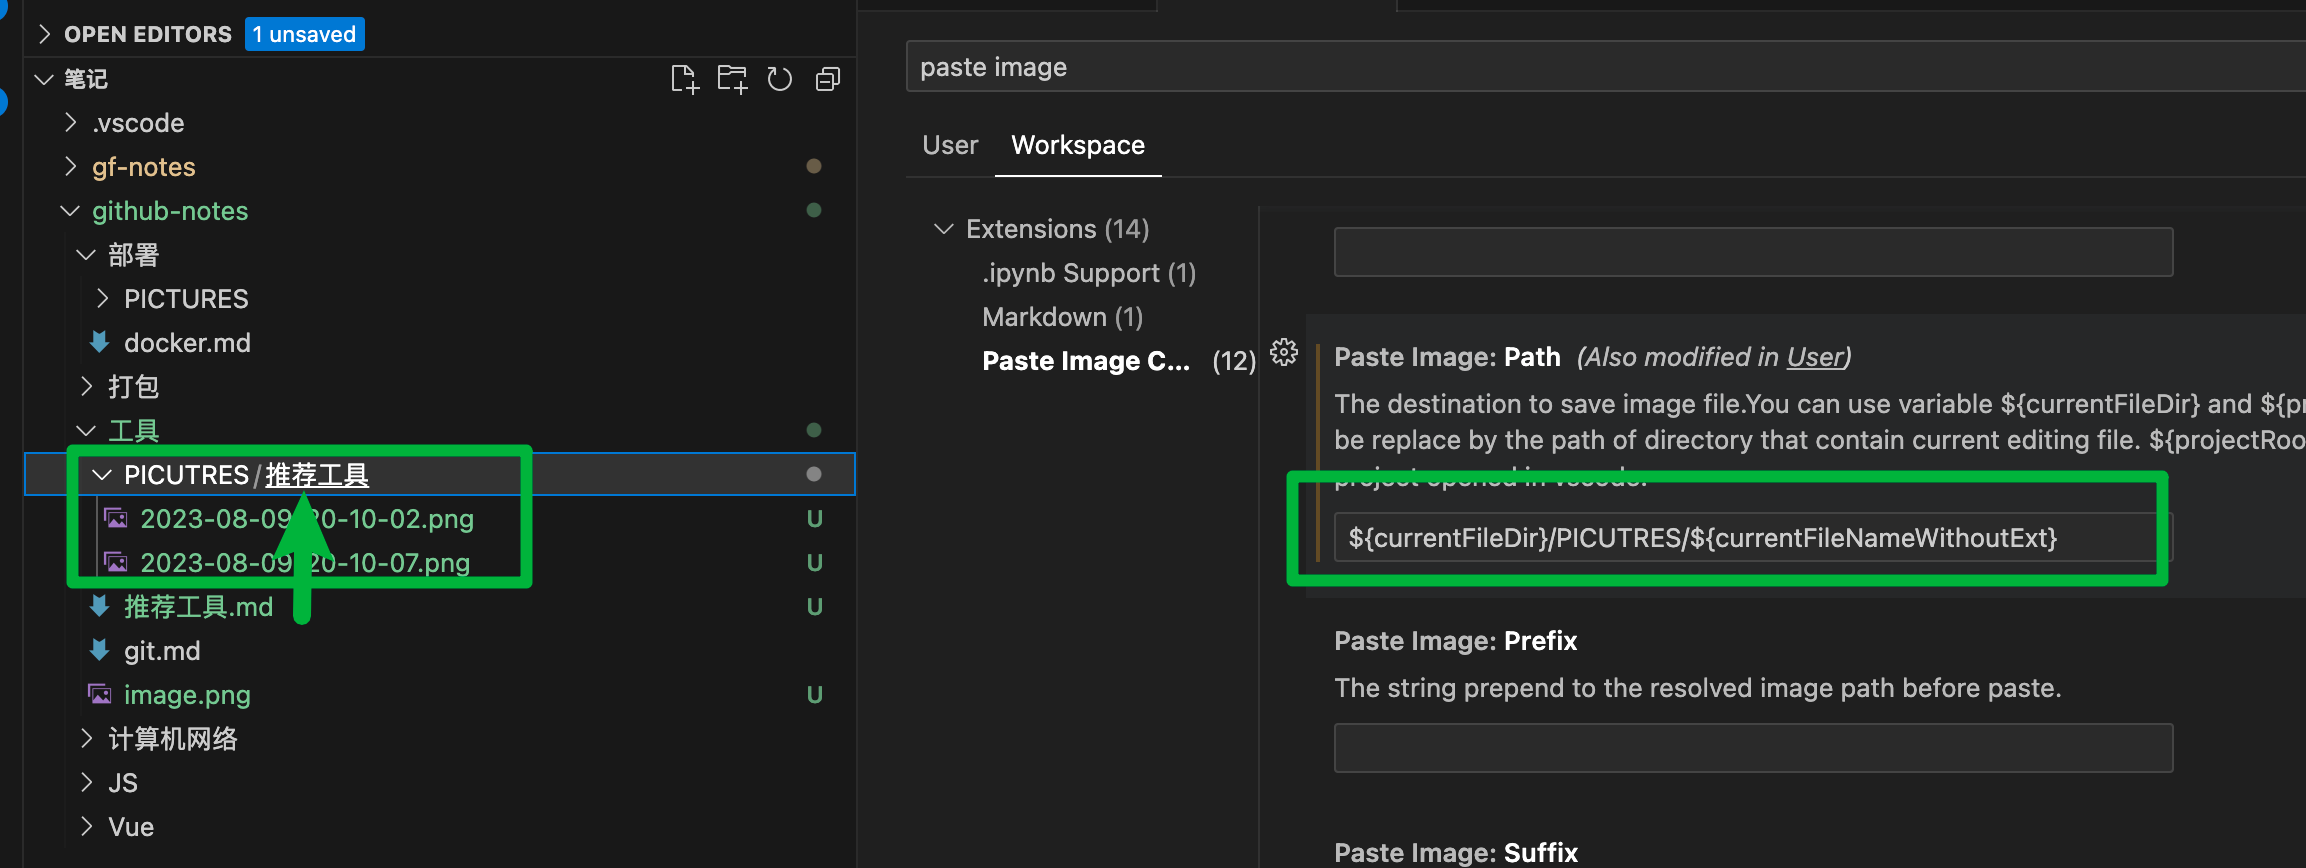 OPEN EDITORS 1 unsaved
笔记
.vscode
gf-notes
github-notes
部署
PICTURES
docker.md
打包
工具
PICUTRES/推荐工具
2023-08-09 20-10-02.png U
2023-08-09 20-10-07.png U
推荐工具.md U
git.md
image.png U
计算机网络
JS
Vue
paste image
User Workspace
Extensions (14)
.ipynb Support (1)
Markdown (1)
Paste Image C... (12)
Paste Image: Path (Also modified in User)
The destination to save image file.You can use variable ${currentFileDir} and ${pr
be replace by the path of directory that contain current editing file. ${projectRoo
project opened in vscode.
${currentFileDir}/PICUTRES/${currentFileNameWithoutExt}
Paste Image: Prefix
The string prepend to the resolved image path before paste.
Paste Image: Suffix